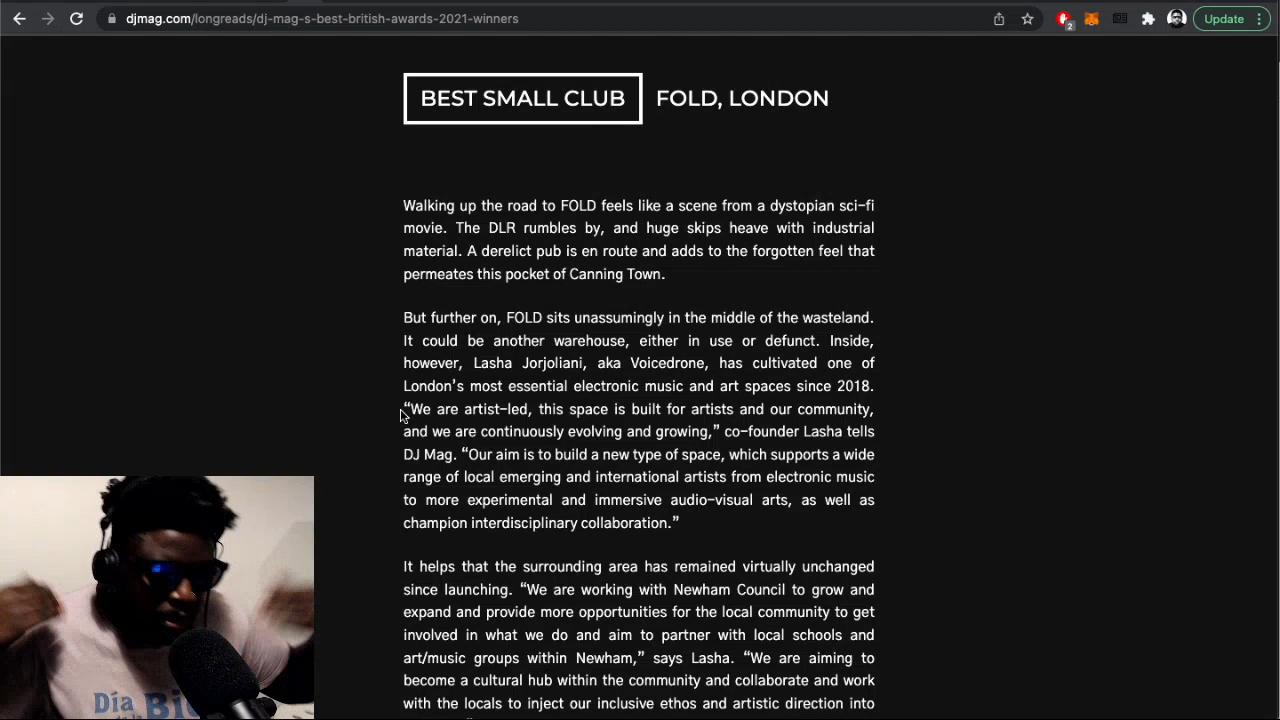 djmag.com/longreads/dj-mag-s-best-british-awards-2021-winners
2
Update
BEST SMALL CLUB FOLD, LONDON
Walking up the road to FOLD feels like a scene from a dystopian sci-fi
movie. The DLR rumbles by, and huge skips heave with industrial
material. A derelict pub is en route and adds to the forgotten feel that
permeates this pocket of Canning Town.
But further on, FOLD sits unassumingly in the middle of the wasteland.
It could be another warehouse, either in use or defunct. Inside,
however, Lasha Jorjoliani, aka Voicedrone, has cultivated one of
London’s most essential electronic music and art spaces since 2018.
“We are artist-led, this space is built for artists and our community,
and we are continuously evolving and growing,” co-founder Lasha tells
DJ Mag. “Our aim is to build a new type of space, which supports a wide
range of local emerging and international artists from electronic music
to more experimental and immersive audio-visual arts, as well as
champion interdisciplinary collaboration.”
It helps that the surrounding area has remained virtually unchanged
since launching. “We are working with Newham Council to grow and
expand and provide more opportunities for the local community to get
involved in what we do and aim to partner with local schools and
art/music groups within Newham,” says Lasha. “We are aiming to
become a cultural hub within the community and collaborate and work
with the locals to inject our inclusive ethos and artistic direction into
Día